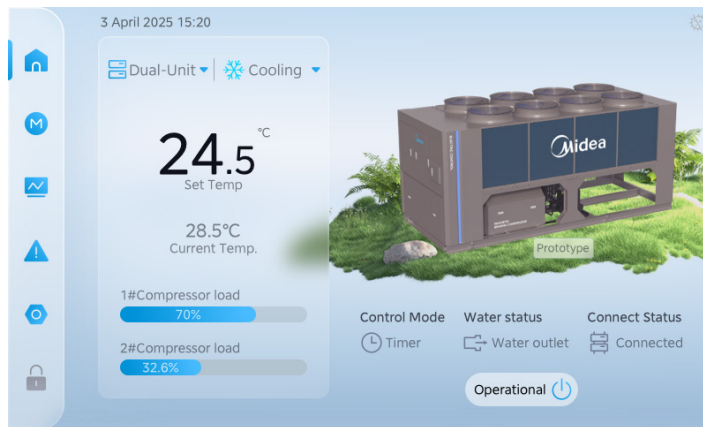 3 April 2025 15:20
Dual-Unit
Cooling
24.5 °C
Set Temp
28.5°C
Current Temp.
1#Compressor load
70%
2#Compressor load
32.6%
Midea
Prototype
Control Mode
Timer
Water status
Water outlet
Connect Status
Connected
Operational
M